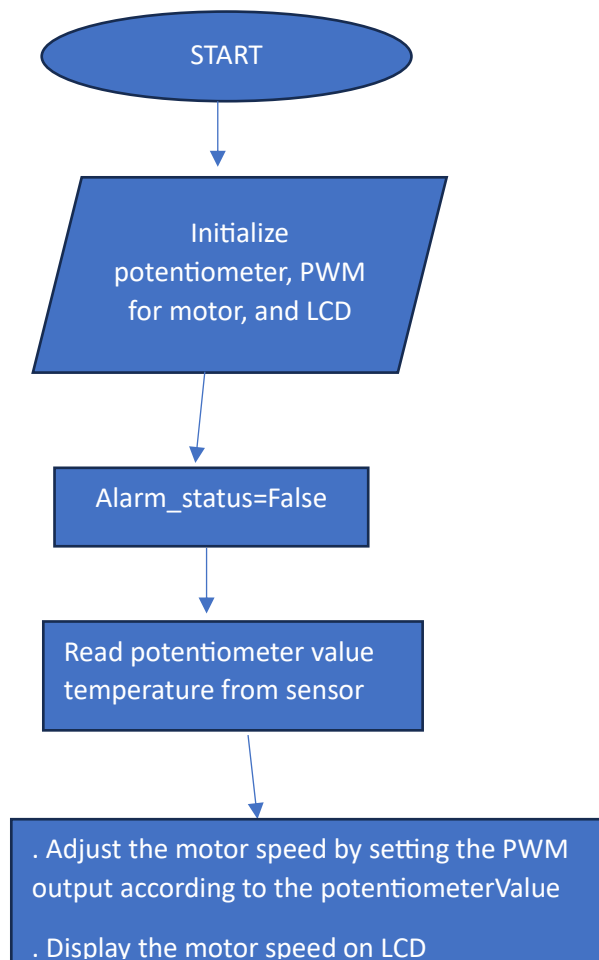 START
Initialize
potentiometer, PWM
for motor, and LCD
Alarm_status=False
Read potentiometer value
temperature from sensor
. Adjust the motor speed by setting the PWM
output according to the potentiometerValue
. Display the motor speed on LCD